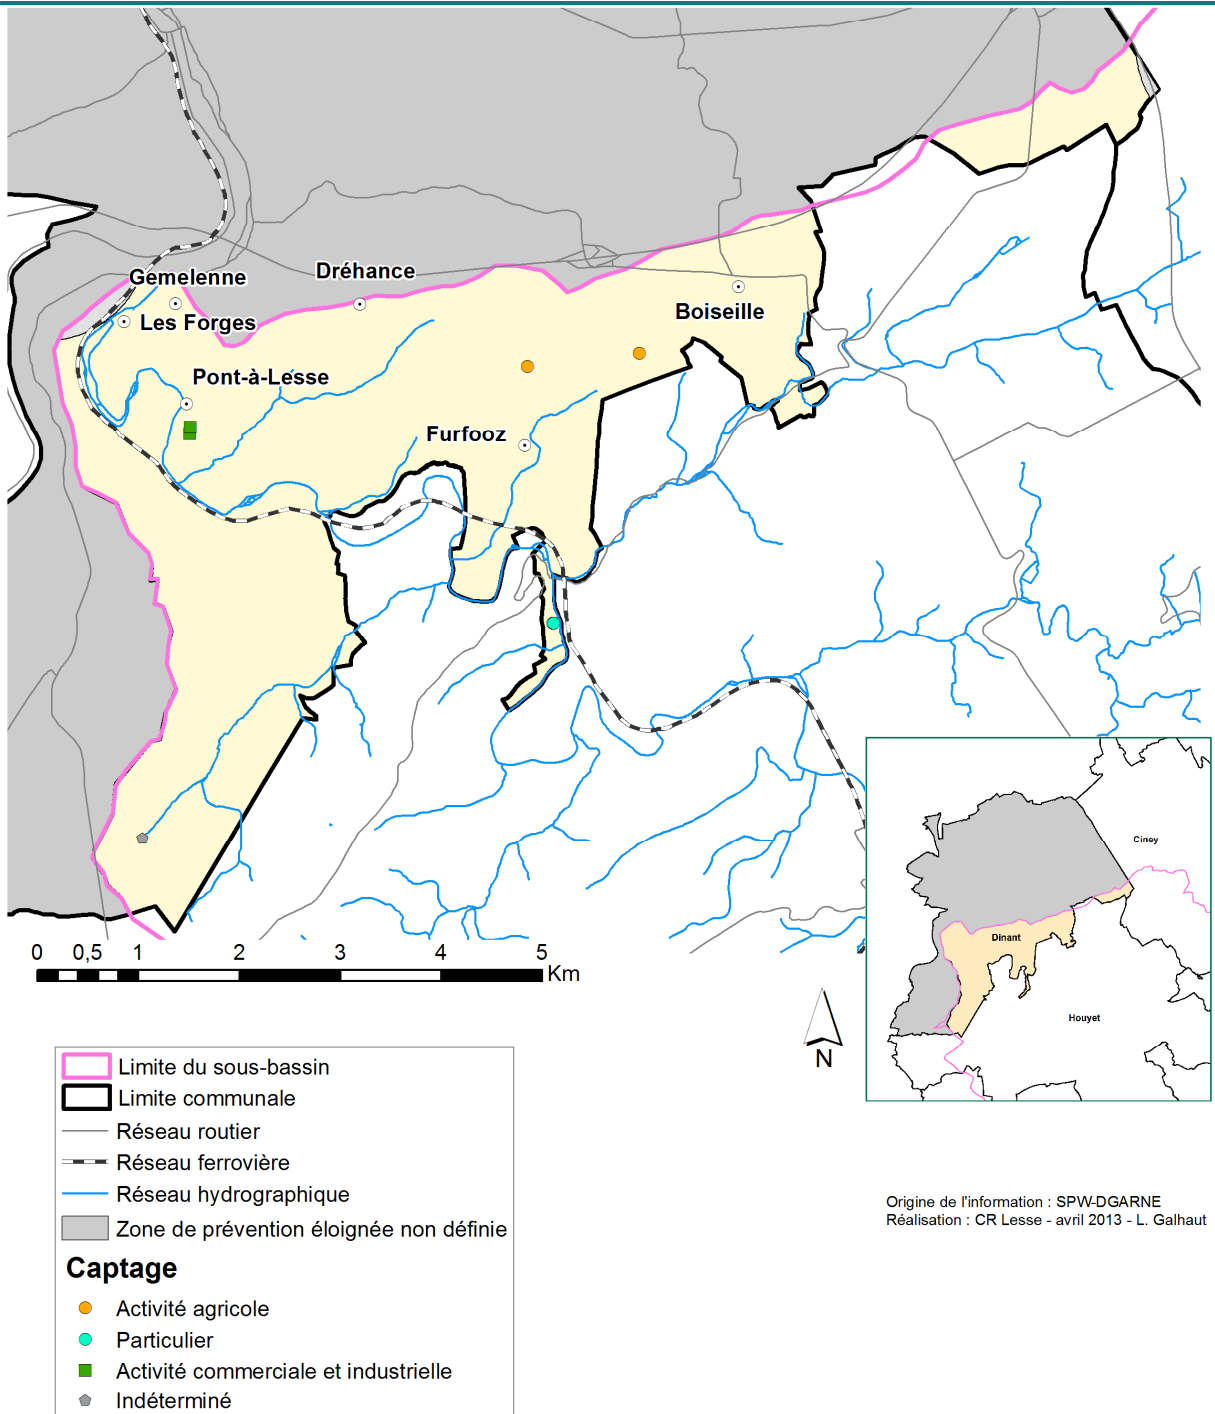 Gemelenne
Dréhance
Les Forges
Boiseille
Pont-à-Lesse
Furfooz
0 0,5 1 2 3 4 5
Km
N
Ciney
Dinant
Houyet
Limite du sous-bassin
Limite communale
Réseau routier
Réseau ferrovière
Réseau hydrographique
Zone de prévention éloignée non définie
Captage
Activité agricole
Particulier
Activité commerciale et industrielle
Indéterminé
Origine de l'information : SPW-DGARNE
Réalisation : CR Lesse - avril 2013 - L. Galhaut